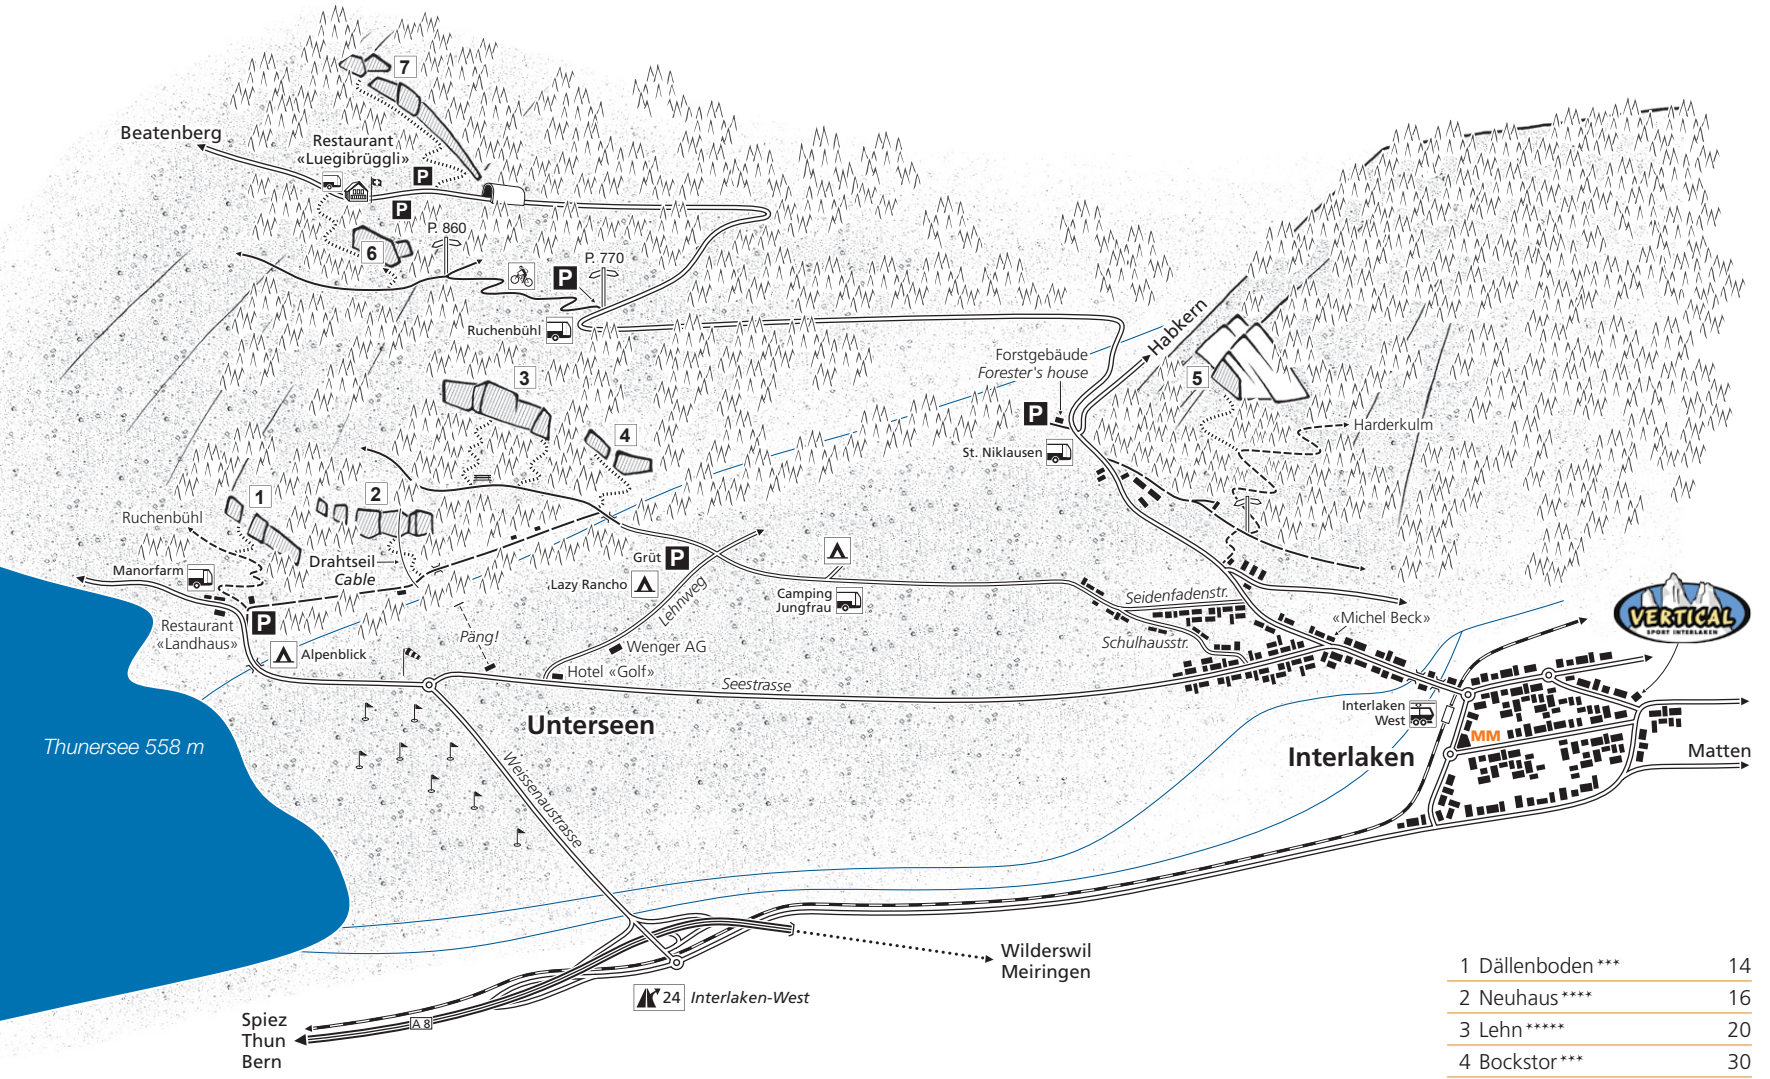 7
Beatenberg
Restaurant
«Luegibrüggli»
P
P
P. 860
6
P. 770
P
Ruchenbühl
Habkern
Forstgebäude
Forester's house
5
3
P
Harderkulm
4
St. Niklausen
1
2
Ruchenbühl
Drahtseil
Cable
Grüt
P
Manorfarm
Lazy Rancho
Lehnweg
Camping
Jungfrau
Seidenfadenstr.
VERTICAL
SPORT INTERLAKEN
Restaurant
«Landhaus»
P
Päng!
«Michel Beck»
Schulhausstr.
Wenger AG
Alpenblick
Hotel «Golf»
Seestrasse
Interlaken
West
Unterseen
MM
Thunersee 558 m
Interlaken
Matten
Weissenaustrasse
Wilderswil
Meiringen
24
Interlaken-West
A 8
Spiez
Thun
Bern
1 Dällenboden *** 14
2 Neuhaus **** 16
3 Lehn ***** 20
4 Bockstor *** 30